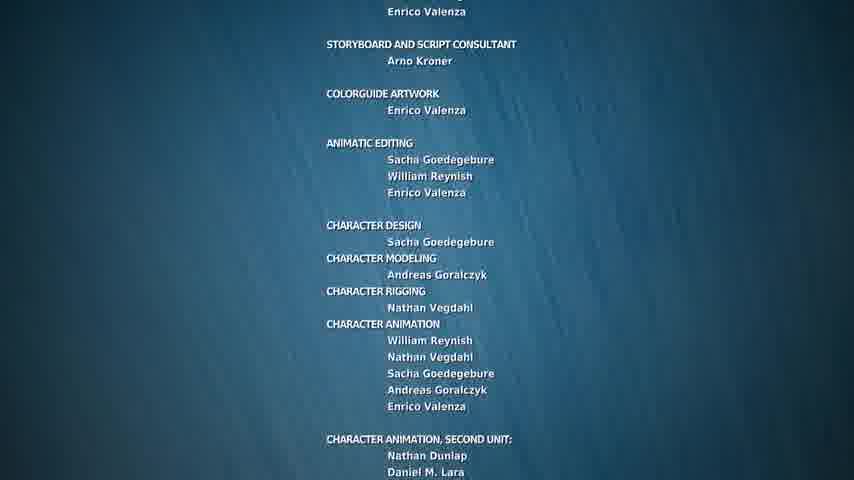 Enrico Valenza
STORYBOARD AND SCRIPT CONSULTANT
Arno Kroner
COLORGUIDE ARTWORK
Enrico Valenza
ANIMATIC EDITING
Sacha Goedegebure
William Reynish
Enrico Valenza
CHARACTER DESIGN
Sacha Goedegebure
CHARACTER MODELING
Andreas Goralczyk
CHARACTER RIGGING
Nathan Vegdahl
CHARACTER ANIMATION
William Reynish
Nathan Vegdahl
Sacha Goedegebure
Andreas Goralczyk
Enrico Valenza
CHARACTER ANIMATION, SECOND UNIT:
Nathan Dunlap
Daniel M. Lara